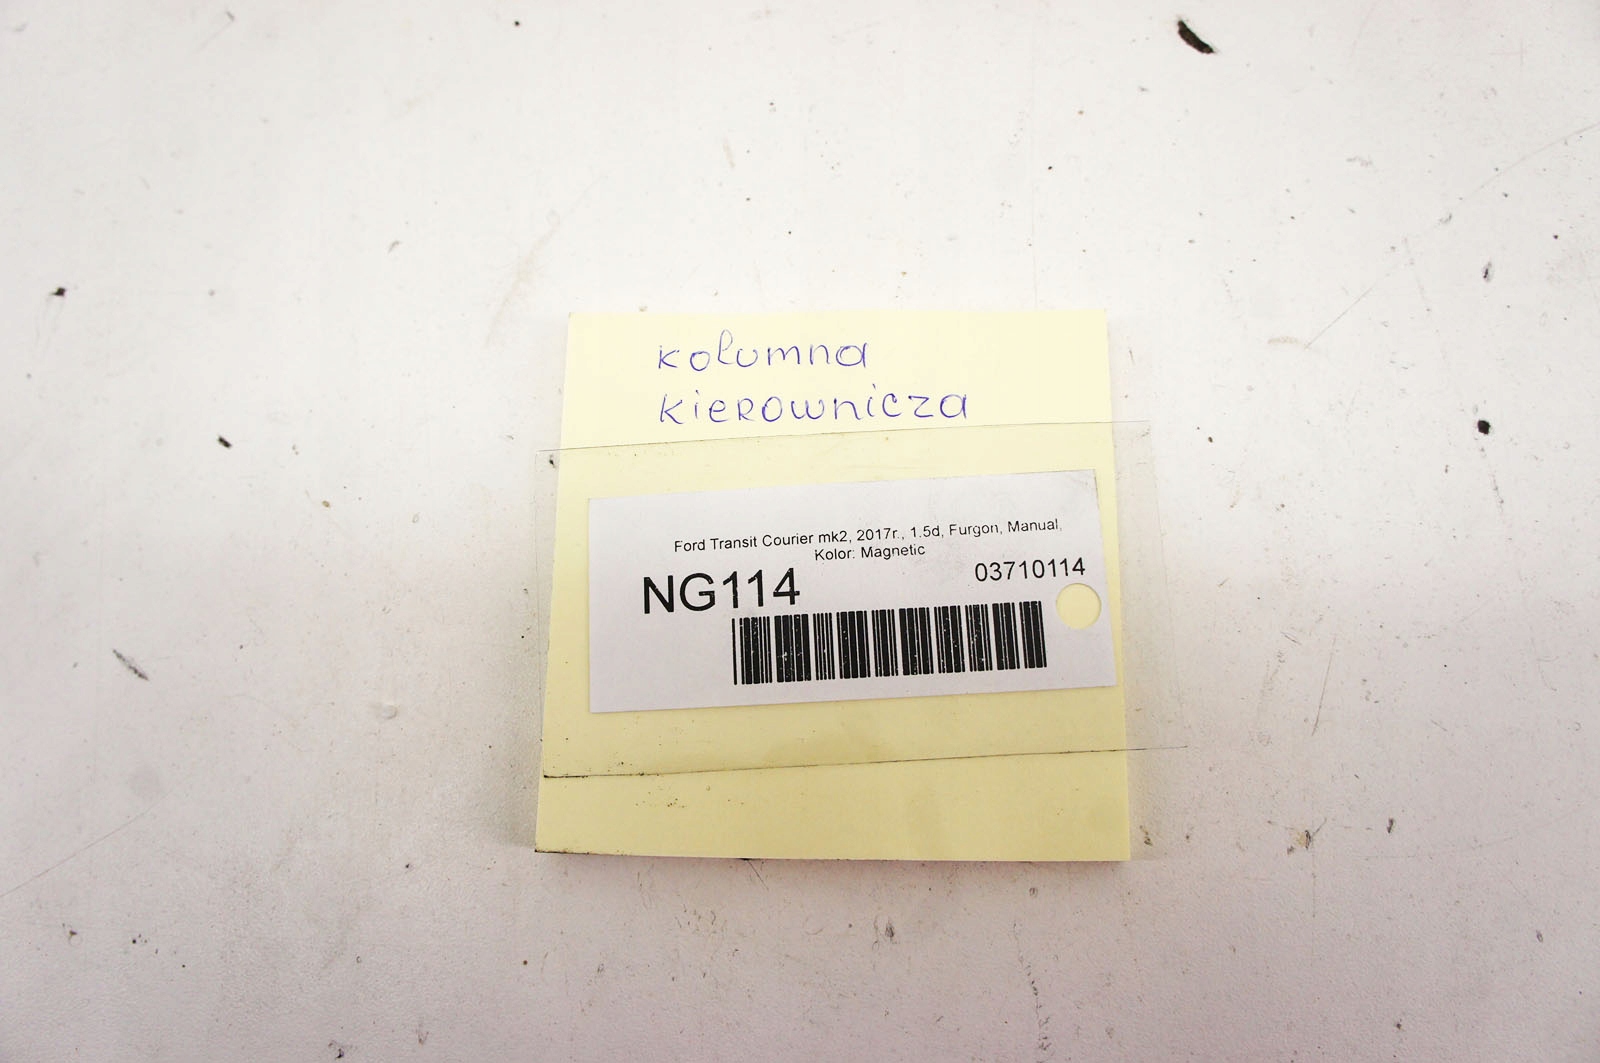 kolumna
kierownicza
Ford Transit Courier mk2, 2017r., 1.5d, Furgon, Manual,
Kolor: Magnetic
03710114
NG114